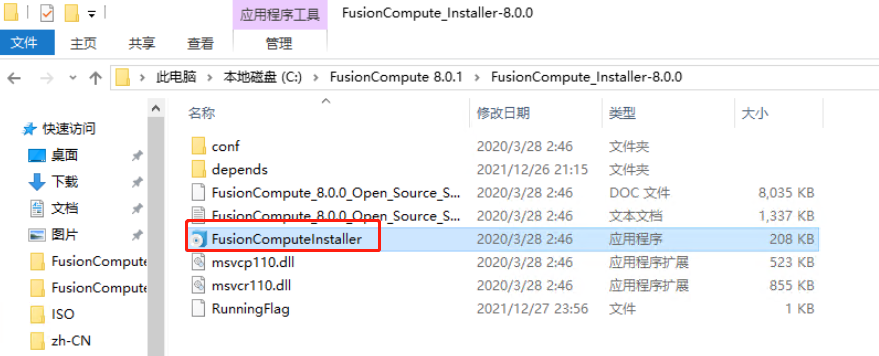 应用程序工具
FusionCompute_Installer-8.0.0
文件 主页 共享 查看 管理
此电脑 › 本地磁盘 (C:) › FusionCompute 8.0.1 › FusionCompute_Installer-8.0.0
名称 修改日期 类型 大小
快速访问
桌面
下载
文档
图片
FusionCompute
FusionCompute
ISO
zh-CN
conf 2020/3/28 2:46 文件夹
depends 2021/12/26 21:15 文件夹
FusionCompute_8.0.0_Open_Source_S... 2020/3/28 2:46 DOC 文件 8,035 KB
FusionCompute_8.0.0_Open_Source_S... 2020/3/28 2:46 文本文档 1,337 KB
FusionComputeInstaller 2020/3/28 2:46 应用程序 208 KB
msvcp110.dll 2020/3/28 2:46 应用程序扩展 523 KB
msvcr110.dll 2020/3/28 2:46 应用程序扩展 855 KB
RunningFlag 2021/12/27 23:56 文件 1 KB